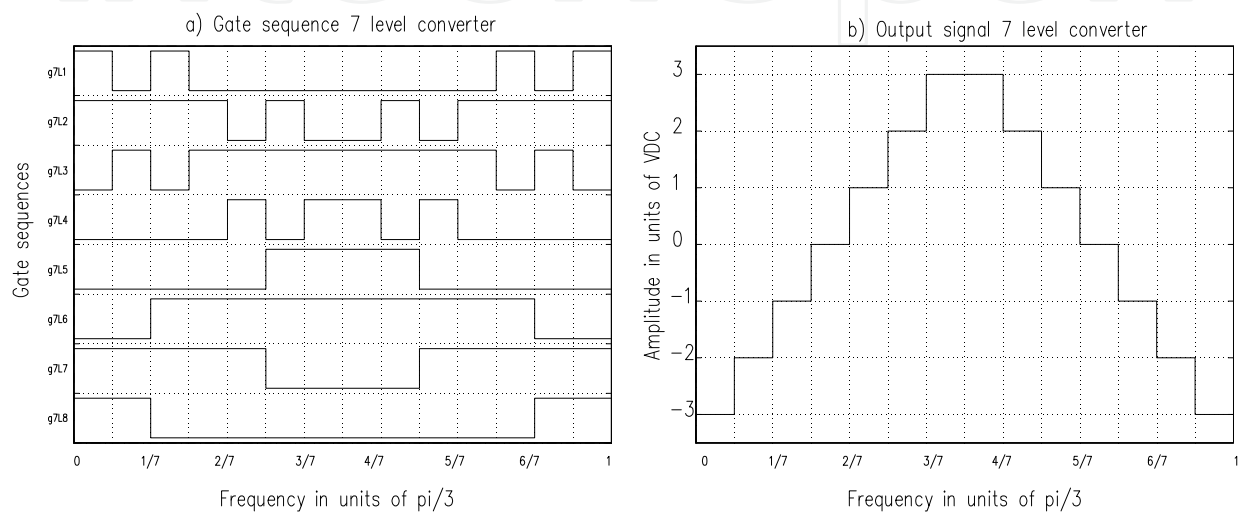 a) Gate sequence 7 level converter
g7L1
g7L2
g7L3
g7L4
g7L5
g7L6
g7L7
g7L8
Gate sequences
0 1/7 2/7 3/7 4/7 5/7 6/7 1
Frequency in units of pi/3
b) Output signal 7 level converter
3
2
1
0
-1
-2
-3
Amplitude in units of VDC
0 1/7 2/7 3/7 4/7 5/7 6/7 1
Frequency in units of pi/3